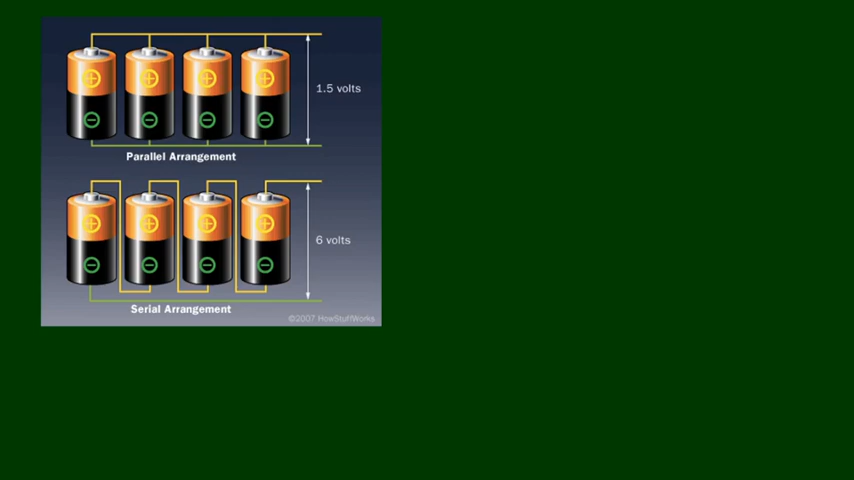 1.5 volts
Parallel Arrangement
6 volts
Serial Arrangement
©2007 HowStuffWorks